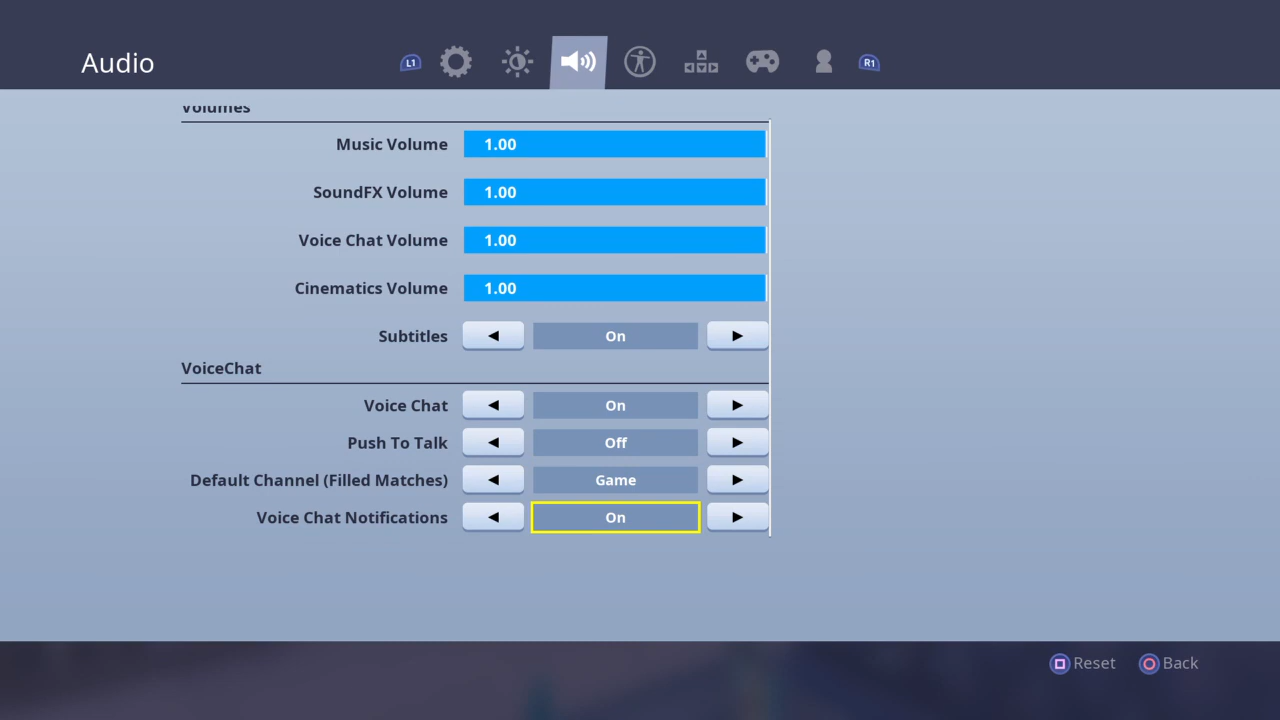 Audio
L1
R1
Volumes
Music Volume 1.00
SoundFX Volume 1.00
Voice Chat Volume 1.00
Cinematics Volume 1.00
Subtitles On
VoiceChat
Voice Chat On
Push To Talk Off
Default Channel (Filled Matches) Game
Voice Chat Notifications On
Reset Back